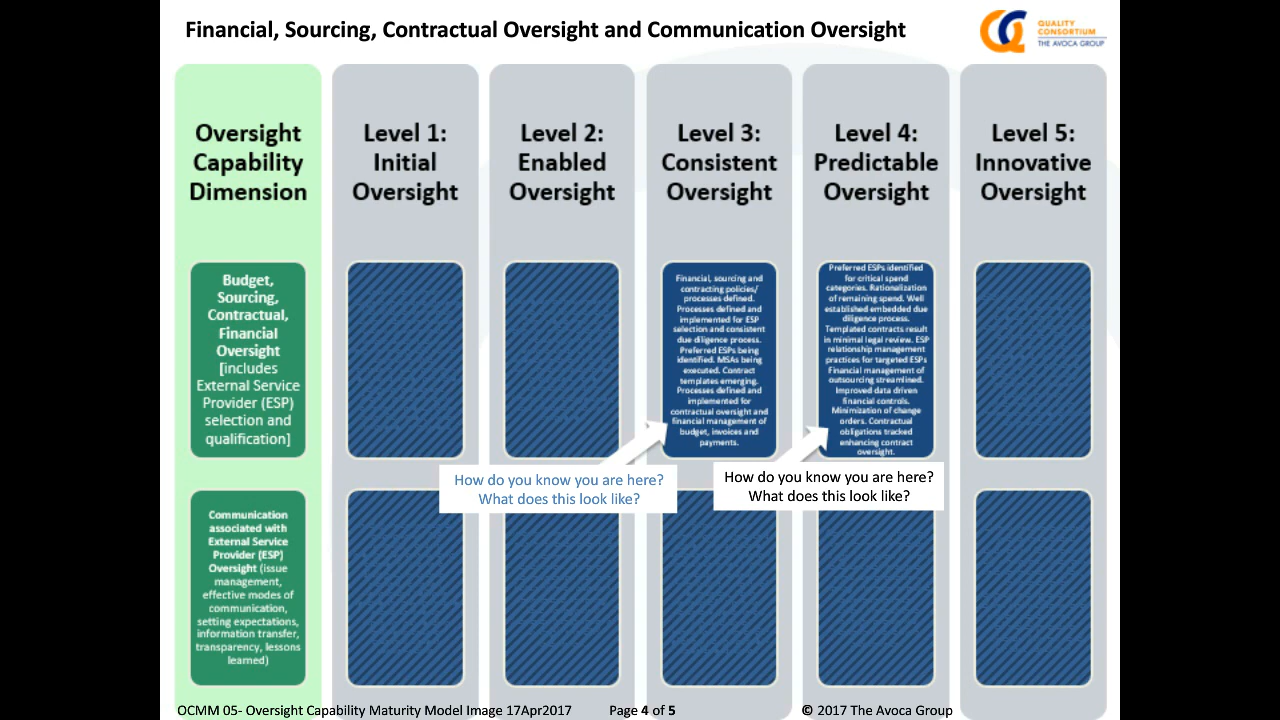 Financial, Sourcing, Contractual Oversight and Communication Oversight
QUALITY
CONSORTIUM
THE AVOCA GROUP
Oversight
Capability
Dimension
Level 1:
Initial
Oversight
Level 2:
Enabled
Oversight
Level 3:
Consistent
Oversight
Level 4:
Predictable
Oversight
Level 5:
Innovative
Oversight
Budget,
Sourcing,
Contractual,
Financial
Oversight
[includes
External Service
Provider (ESP)
selection and
qualification]
Financial, sourcing and
contracting policies/
processes defined.
Processes defined and
implemented for ESP
selection and consistent
due diligence process.
Preferred ESPs being
identified. MSAs being
executed. Contract
templates emerging.
Processes defined and
implemented for
contractual oversight and
financial management of
budget, invoices and
payments.
Preferred ESPs identified
for critical spend
categories. Rationalization
of remaining spend. Well
established embedded due
diligence process.
Templated contracts result
in minimal legal review. ESP
relationship management
practices for targeted ESPs
Financial management of
outsourcing streamlined.
Improved data driven
financial controls.
Minimization of change
orders. Contractual
obligations tracked
enhancing contract
oversight.
How do you know you are here?
What does this look like?
How do you know you are here?
What does this look like?
Communication
associated with
External Service
Provider (ESP)
Oversight (issue
management,
effective modes of
communication,
setting expectations,
information transfer,
transparency, lessons
learned)
OCMM 05- Oversight Capability Maturity Model Image 17Apr2017
Page 4 of 5
© 2017 The Avoca Group